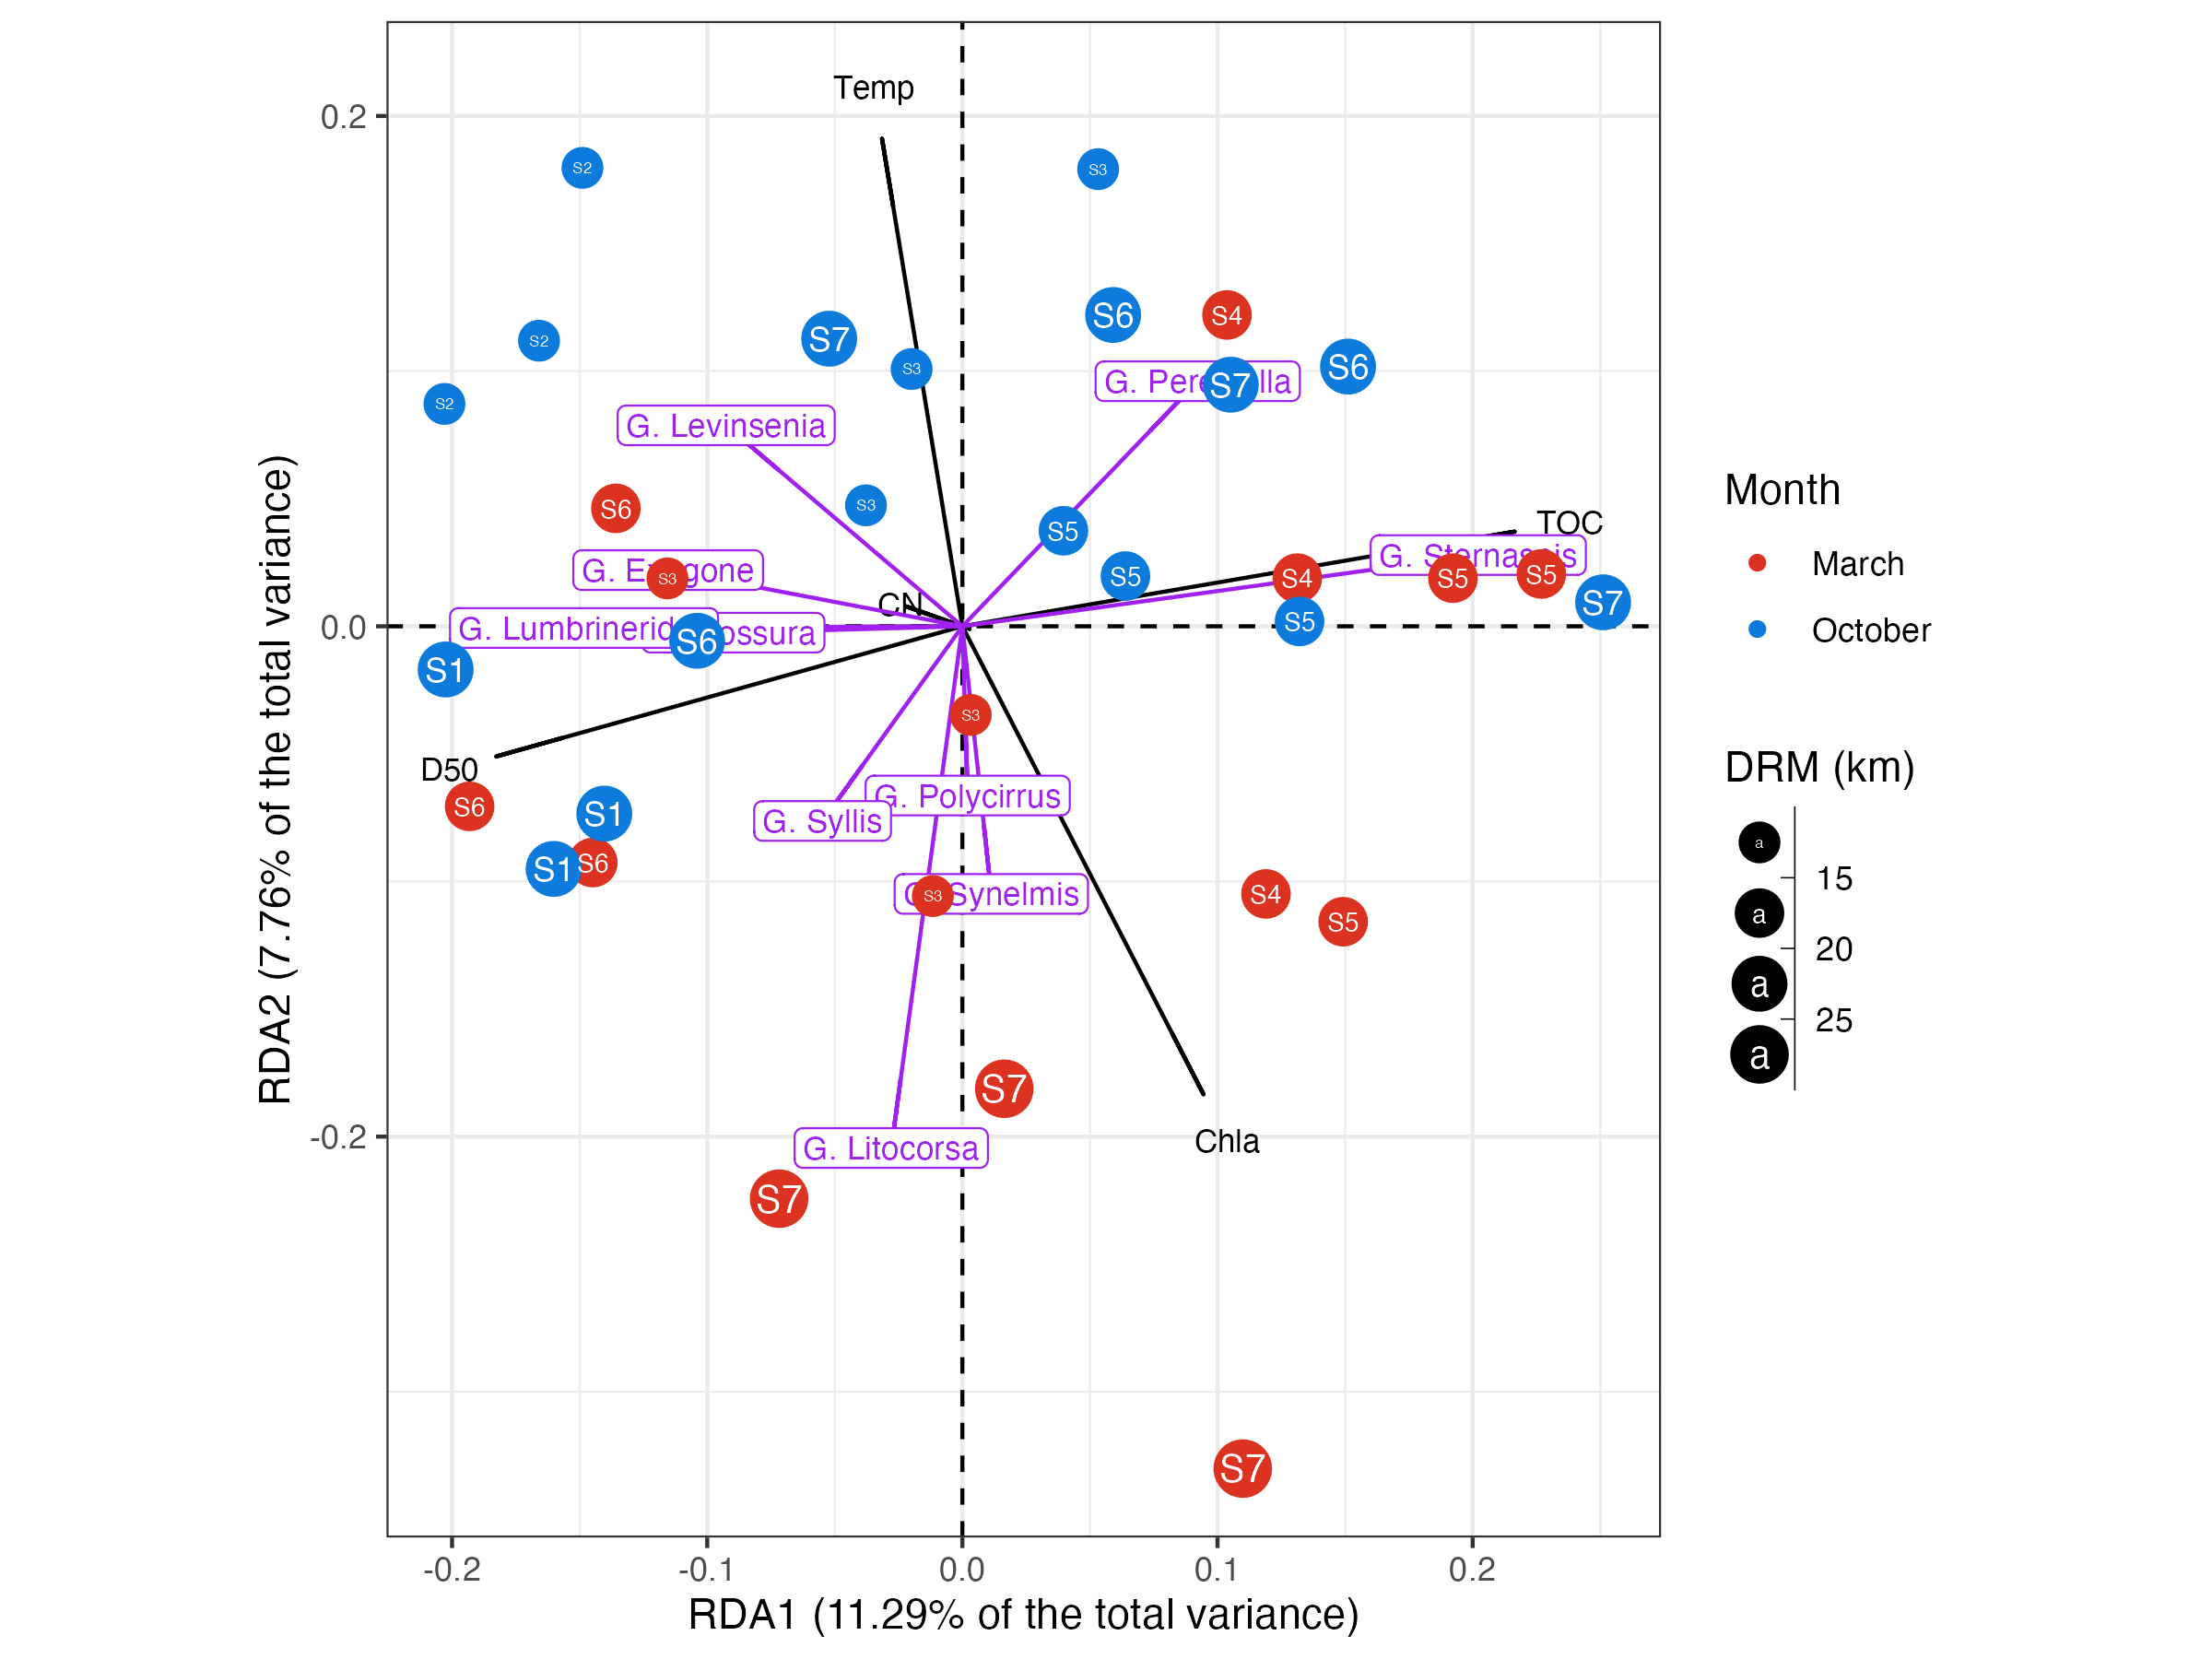 Temp
0.2
S2
S3
S6
S4
S2
S7
S3
S6
S7
S2
G. Levinsenia
S6
S3
S5
TOC
G. Sternaspis
S3
S5
S4
S5
S5
S7
CN
0.0
G. Lumbrinerid
S6
S5
S1
D50
S3
S6
S1
G. Polycirrus
G. Syllis
S1
S6
S3
Synelmis
S4
S5
S7
-0.2
G. Litocorsa
Chla
S7
S7
-0.2
-0.1
0.0
0.1
0.2
RDA1 (11.29% of the total variance)
RDA2 (7.76% of the total variance)
Month
March
October
DRM (km)
a
15
a
20
a
25
a